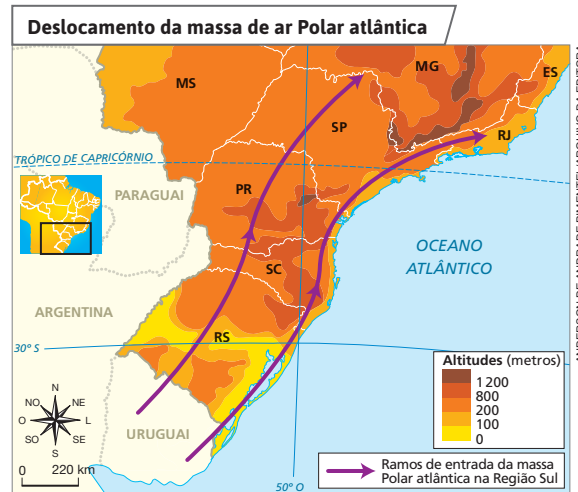 Deslocamento da massa de ar Polar atlântica
MS
MG
ES
SP
RJ
TRÓPICO DE CAPRICÓRNIO
PARAGUAI
PR
OCEANO
ATLÂNTICO
SC
ARGENTINA
RS
30º S
URUGUAI
N
NO
NE
O
L
SO
SE
S
0 220 km
50º O
Altitudes (metros)
1 200
800
200
100
0
Ramos de entrada da massa
Polar atlântica na Região Sul